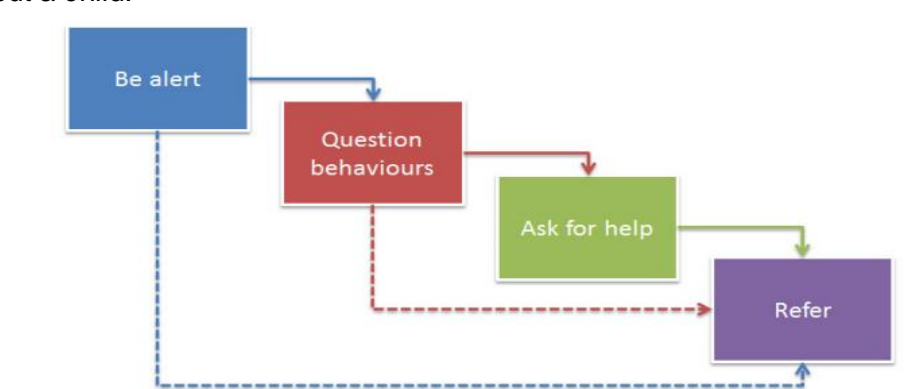 Be alert
Question
behaviours
Ask for help
Refer